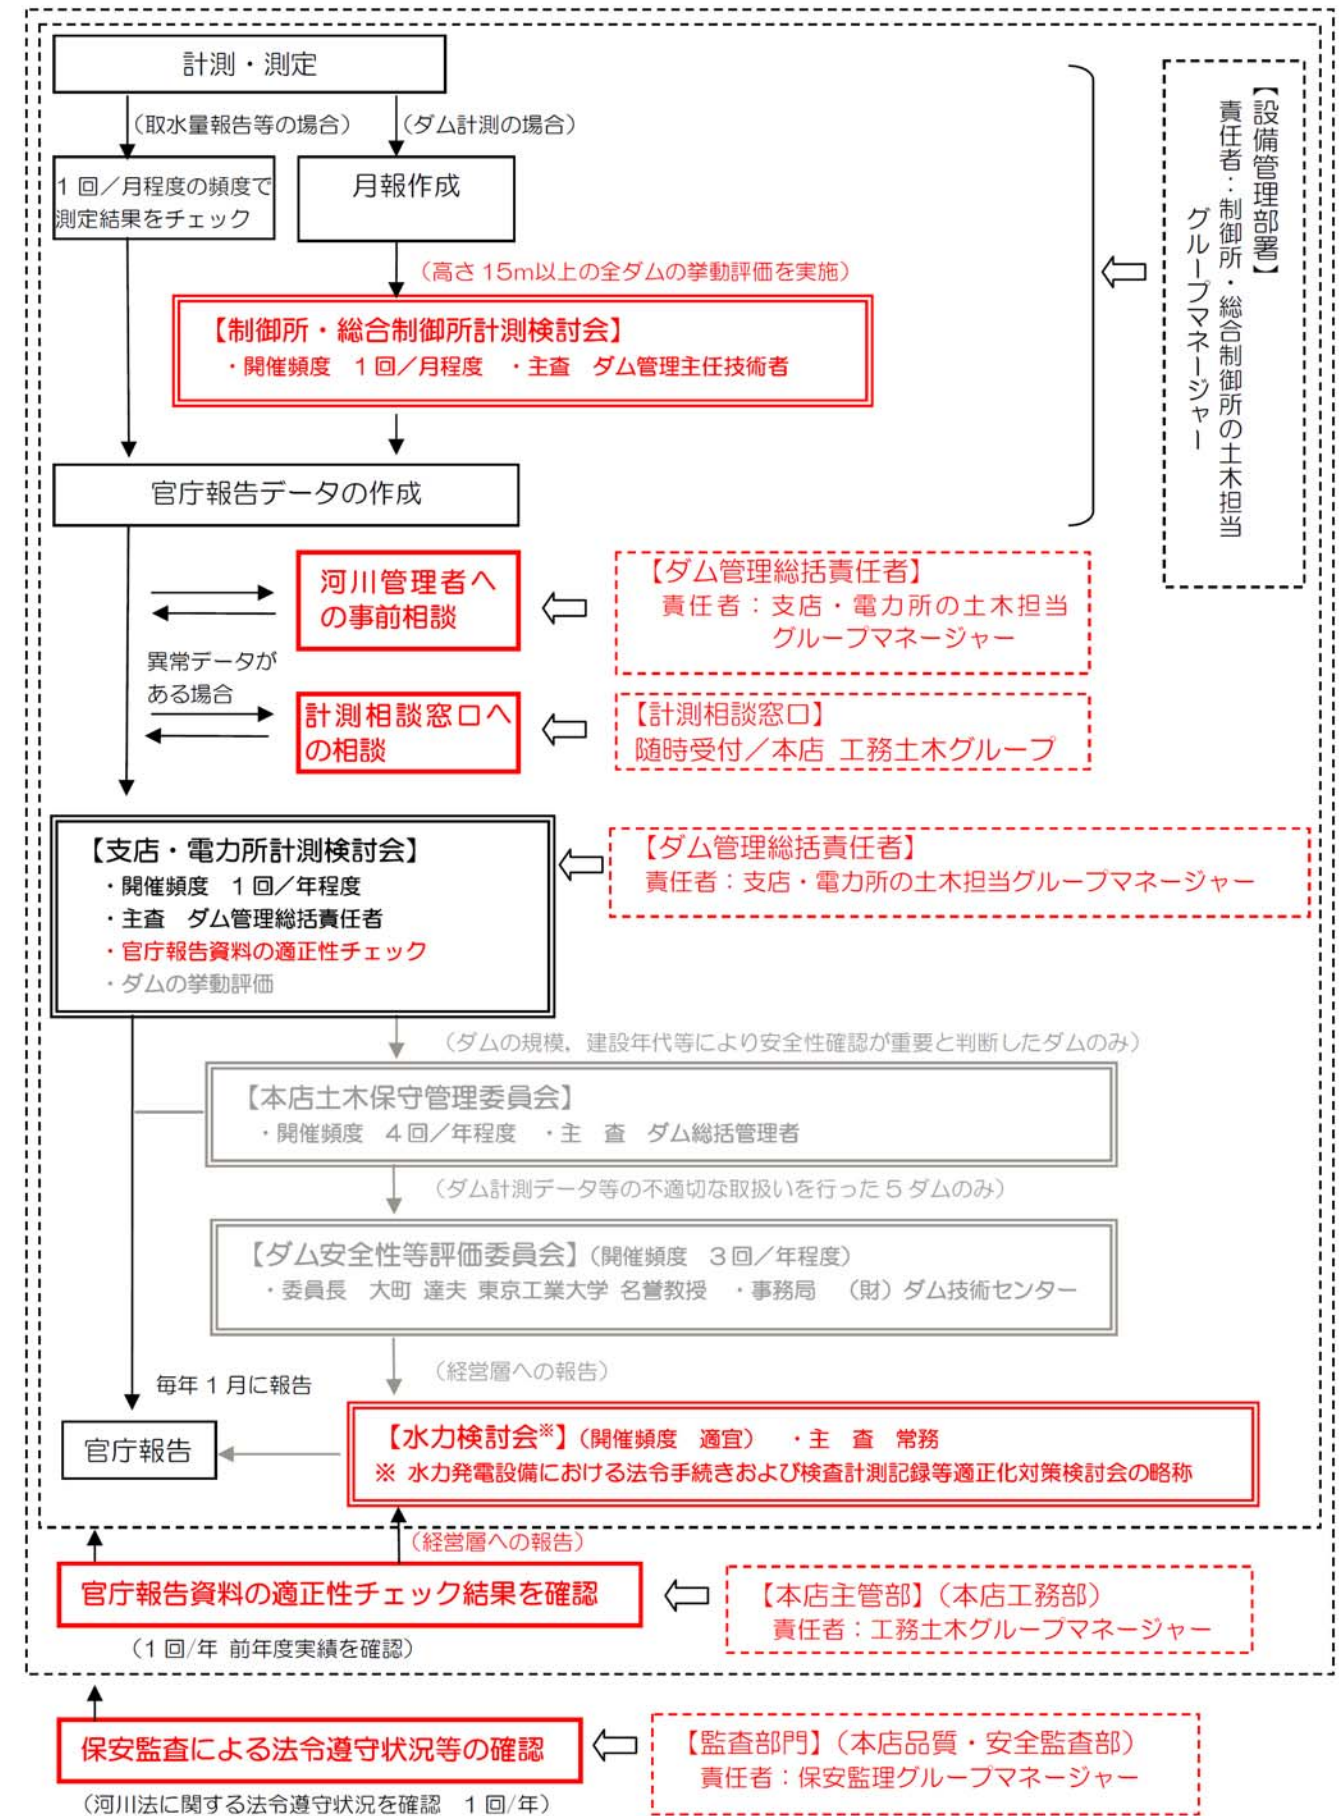 計測・測定
（取水量報告等の場合）
（ダム計測の場合）
1回／月程度の頻度で
測定結果をチェック
月報作成
【設備管理部署】
責任者：制御所・総合制御所の土木担当
グループマネージャー
（高さ15m以上の全ダムの挙動評価を実施）
【制御所・総合制御所計測検討会】
・開催頻度　1回／月程度　・主査　ダム管理主任技術者
官庁報告データの作成
河川管理者へ
の事前相談
【ダム管理総括責任者】
責任者：支店・電力所の土木担当
グループマネージャー
異常データが
ある場合
計測相談窓口へ
の相談
【計測相談窓口】
随時受付／本店 工務土木グループ
【支店・電力所計測検討会】
・開催頻度　1回／年程度
・主査　ダム管理総括責任者
・官庁報告資料の適正性チェック
・ダムの挙動評価
【ダム管理総括責任者】
責任者：支店・電力所の土木担当グループマネージャー
（ダムの規模，建設年代等により安全性確認が重要と判断したダムのみ）
【本店土木保守管理委員会】
・開催頻度　4回／年程度　・主　査　ダム総括管理者
（ダム計測データ等の不適切な取扱いを行った5ダムのみ）
【ダム安全性等評価委員会】（開催頻度　3回／年程度）
・委員長　大町 達夫 東京工業大学 名誉教授　・事務局　（財）ダム技術センター
（経営層への報告）
毎年1月に報告
官庁報告
【水力検討会※】（開催頻度　適宜）　・主　査　常務
※ 水力発電設備における法令手続きおよび検査計測記録等適正化対策検討会の略称
（経営層への報告）
官庁報告資料の適正性チェック結果を確認
（1回/年 前年度実績を確認）
【本店主管部】（本店工務部）
責任者：工務土木グループマネージャー
保安監査による法令遵守状況等の確認
（河川法に関する法令遵守状況を確認　1回/年）
【監査部門】（本店品質・安全監査部）
責任者：保安監理グループマネージャー